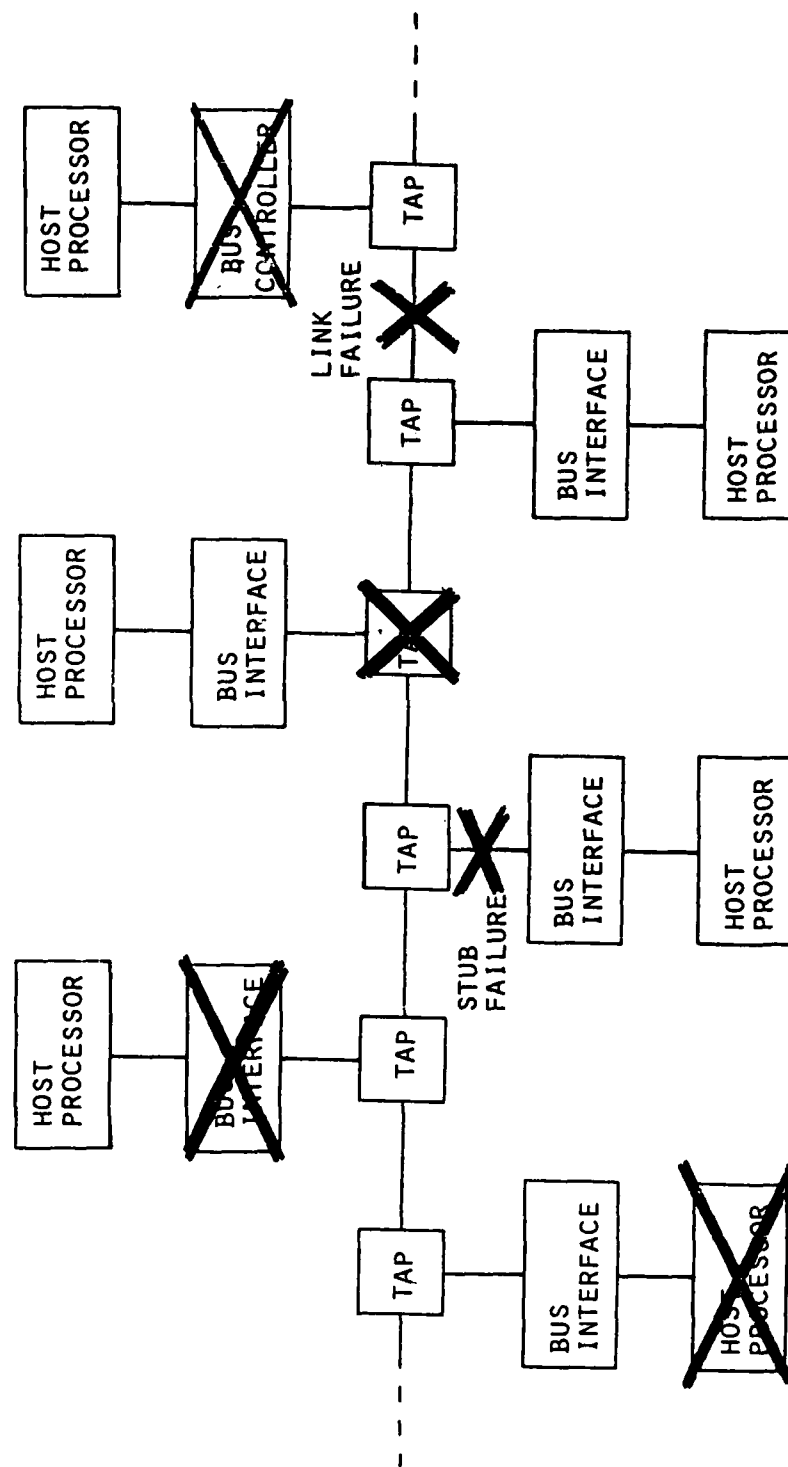 HOST
PROCESSOR
HOST
PROCESSOR
HOST
PROCESSOR
BUS
INTERFACE
BUS
INTERFACE
BUS
CONTROLLER
LINK
FAILURE
TAP
TAP
TAP
TAP
TAP
STUB
FAILURE
BUS
INTERFACE
BUS
INTERFACE
BUS
INTERFACE
HOST
PROCESSOR
HOST
PROCESSOR
HOST
PROCESSOR